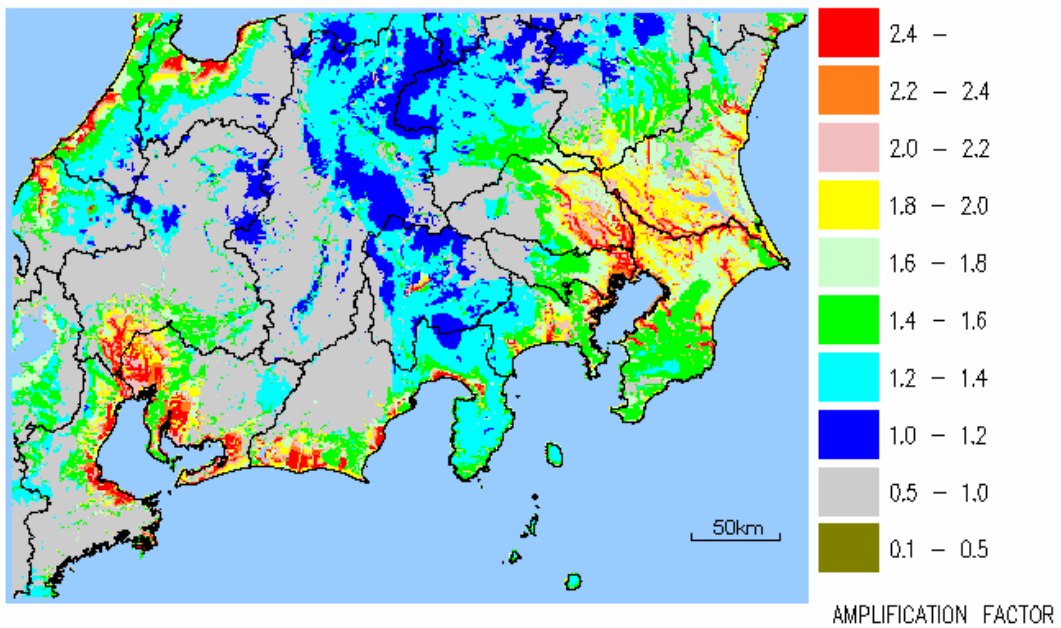 2.4 –
2.2 – 2.4
2.0 – 2.2
1.8 – 2.0
1.6 – 1.8
1.4 – 1.6
1.2 – 1.4
1.0 – 1.2
0.5 – 1.0
0.1 – 0.5
50km
AMPLIFICATION FACTOR